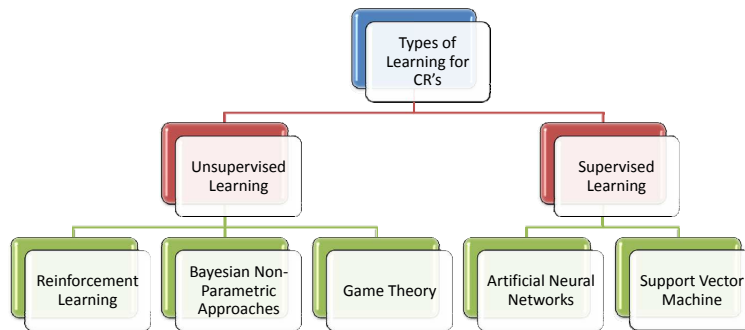 Types of
Learning for
CR's
Unsupervised
Learning
Supervised
Learning
Reinforcement
Learning
Bayesian Non-
Parametric
Approaches
Game Theory
Artificial Neural
Networks
Support Vector
Machine